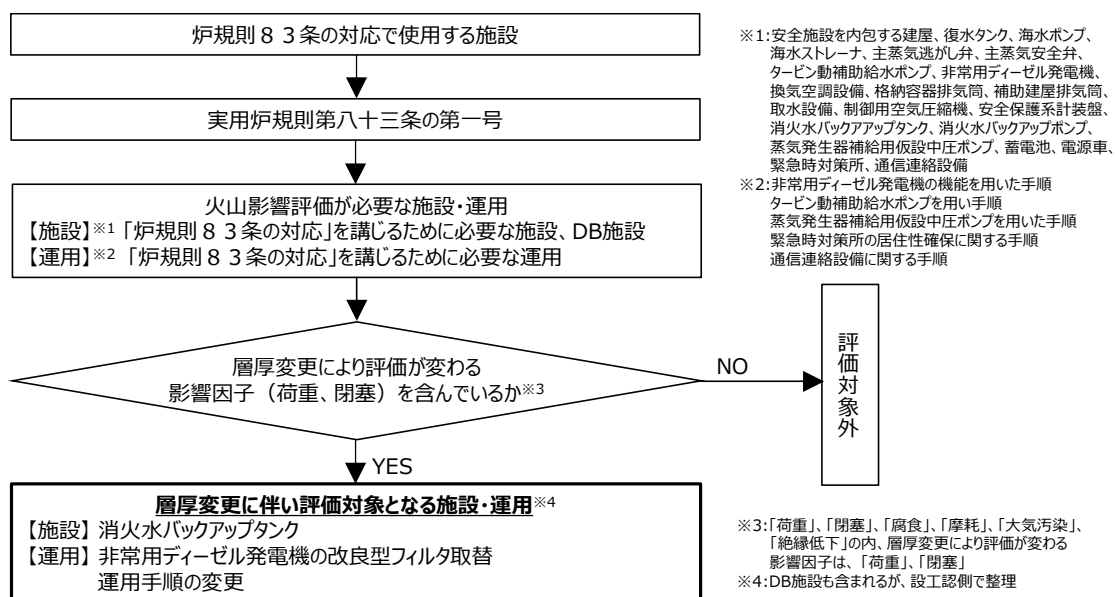 炉規則８３条の対応で使用する施設
実用炉規則第八十三条の第一号
火山影響評価が必要な施設・運用
【施設】※1「炉規則８３条の対応」を講じるために必要な施設、DB施設
【運用】※2「炉規則８３条の対応」を講じるために必要な運用
層厚変更により評価が変わる
影響因子（荷重、閉塞）を含んでいるか※3
NO
評価対象外
YES
層厚変更に伴い評価対象となる施設・運用※4
【施設】 消火水バックアップタンク
【運用】 非常用ディーゼル発電機の改良型フィルタ取替
運用手順の変更
※1:安全施設を内包する建屋、復水タンク、海水ポンプ、
海水ストレーナ、主蒸気逃がし弁、主蒸気安全弁、
タービン動補助給水ポンプ、非常用ディーゼル発電機、
換気空調設備、格納容器排気筒、補助建屋排気筒、
取水設備、制御用空気圧縮機、安全保護系計装盤、
消火水バックアアップタンク、消火水バックアップポンプ、
蒸気発生器補給用仮設中圧ポンプ、蓄電池、電源車、
緊急時対策所、通信連絡設備
※2:非常用ディーゼル発電機の機能を用いた手順
タービン動補助給水ポンプを用い手順
蒸気発生器補給用仮設中圧ポンプを用いた手順
緊急時対策所の居住性確保に関する手順
通信連絡設備に関する手順
※3:「荷重」、「閉塞」、「腐食」、「摩耗」、「大気汚染」、
「絶縁低下」の内、層厚変更により評価が変わる
影響因子は、「荷重」、「閉塞」
※4:DB施設も含まれるが、設工認側で整理